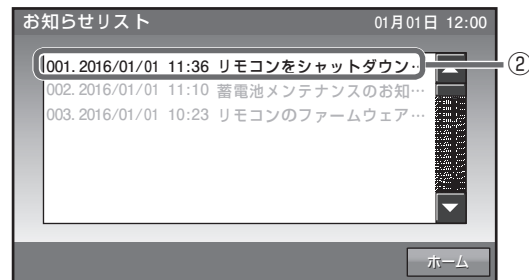 お知らせリスト 01月01日 12:00
001. 2016/01/01 11:36 リモコンをシャットダウン…
②
002. 2016/01/01 11:10 蓄電池メンテナンスのお知…
003. 2016/01/01 10:23 リモコンのファームウェア…
ホーム